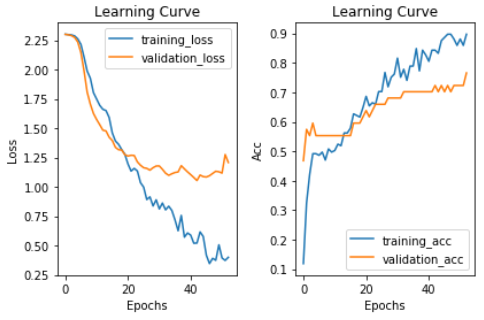 Learning Curve
2.25
2.00
1.75
1.50
1.25
1.00
0.75
0.50
0.25
Loss
training_loss
validation_loss
0
20
40
Epochs
Learning Curve
0.9
0.8
0.7
0.6
0.5
0.4
0.3
0.2
0.1
Acc
training_acc
validation_acc
0
20
40
Epochs